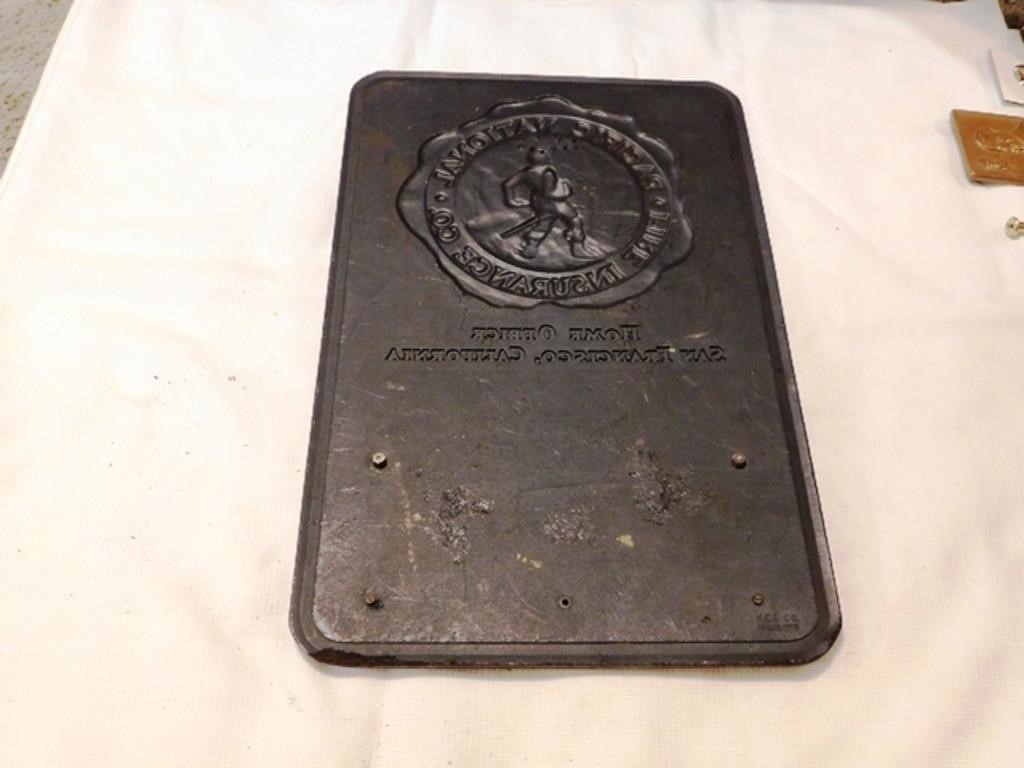 PACIFIC NATIONAL
• FIRE INSURANCE CO. •
HOME OFFICE
SAN FRANCISCO, CALIFORNIA